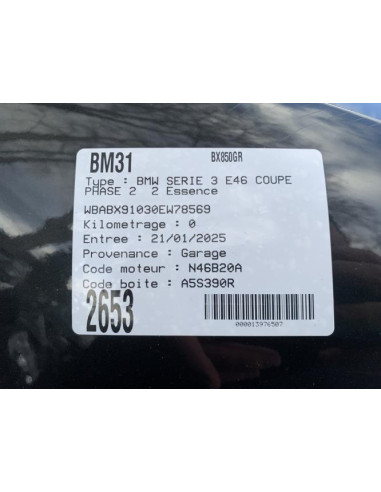 BM31 BX850GR
Type : BMW SERIE 3 E46 COUPE
PHASE 2 2 Essence
WBABX91030EW78569
Kilometrage : 0
Entree : 21/01/2025
Provenance : Garage
Code moteur : N46B20A
Code boite : A5S390R
2653
000013976507